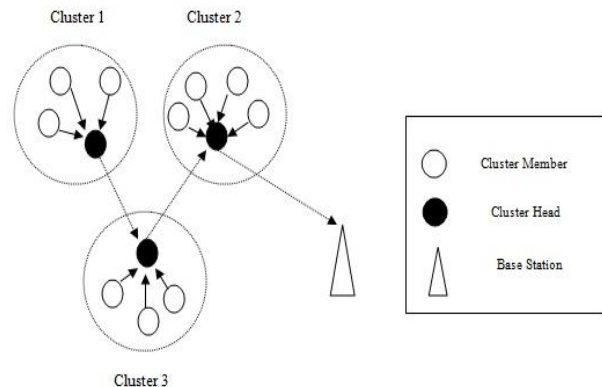 Cluster 1
Cluster 2
Cluster Member
Cluster Head
Base Station
Cluster 3